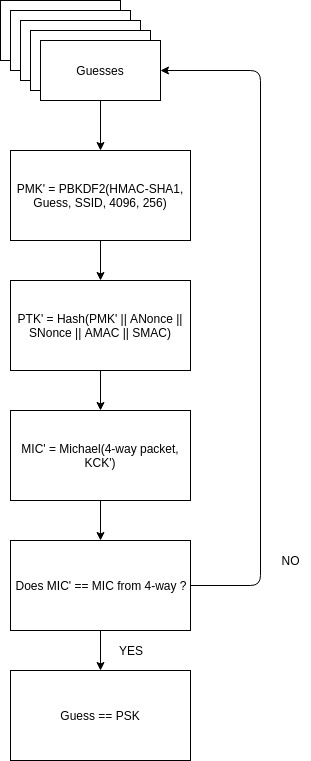 Guesses
PMK' = PBKDF2(HMAC-SHA1,
Guess, SSID, 4096, 256)
PTK' = Hash(PMK' || ANonce ||
SNonce || AMAC || SMAC)
MIC' = Michael(4-way packet,
KCK')
Does MIC' == MIC from 4-way ?
NO
YES
Guess == PSK